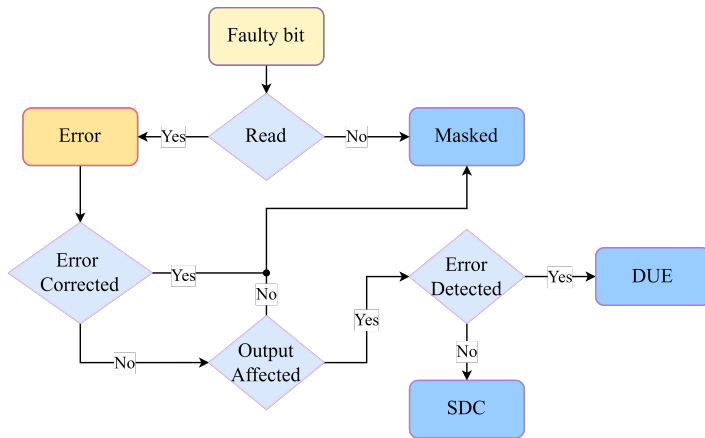 Faulty bit
Error
Yes
Read
No
Masked
Error
Corrected
Yes
No
Error
Detected
Yes
DUE
Yes
No
No
Output
Affected
SDC